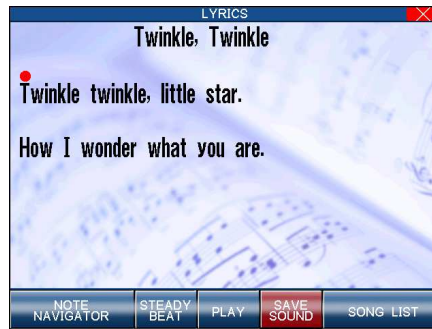 LYRICS
Twinkle, Twinkle
Twinkle twinkle, little star.
How I wonder what you are.
NOTE NAVIGATOR
STEADY BEAT
PLAY
SAVE SOUND
SONG LIST